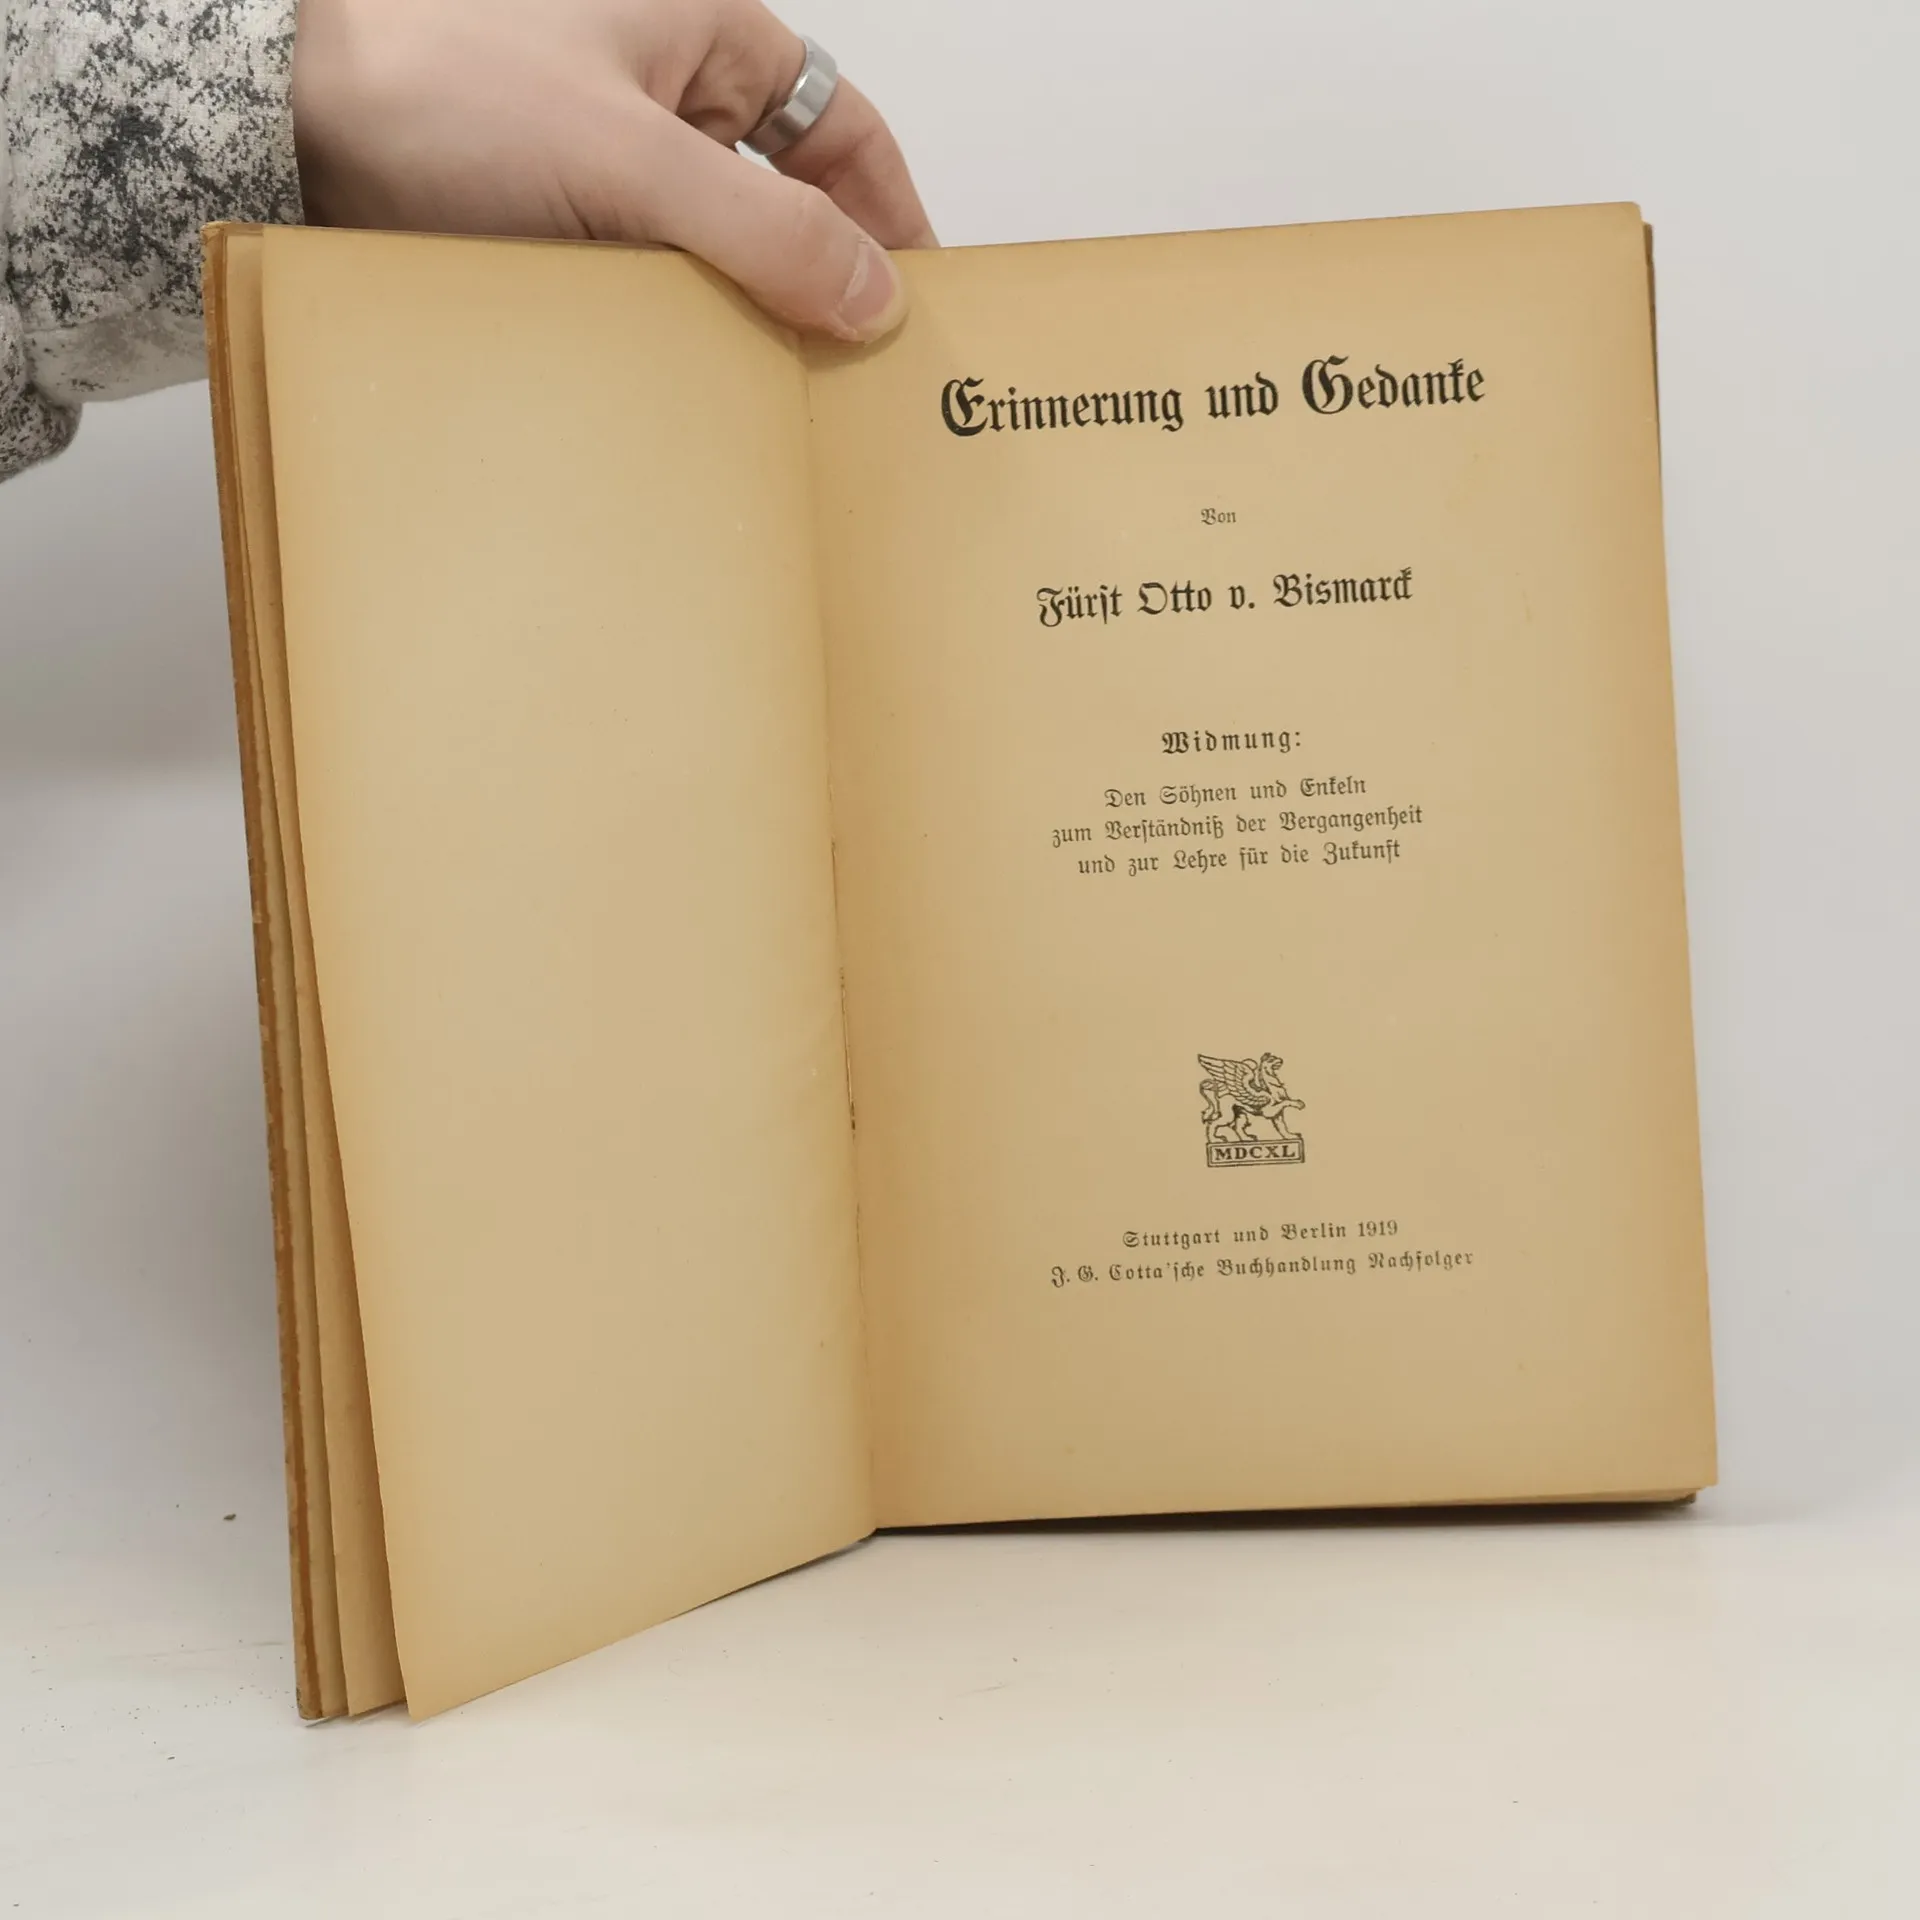 Erinnerung und Gedanke
Von
Fürst Otto v. Bismarck
Widmung:
Den Söhnen und Enkeln
zum Verständniß der Vergangenheit
und zur Lehre für die Zukunft
MDCXL
Stuttgart und Berlin 1919
J. G. Cotta'sche Buchhandlung Nachfolger